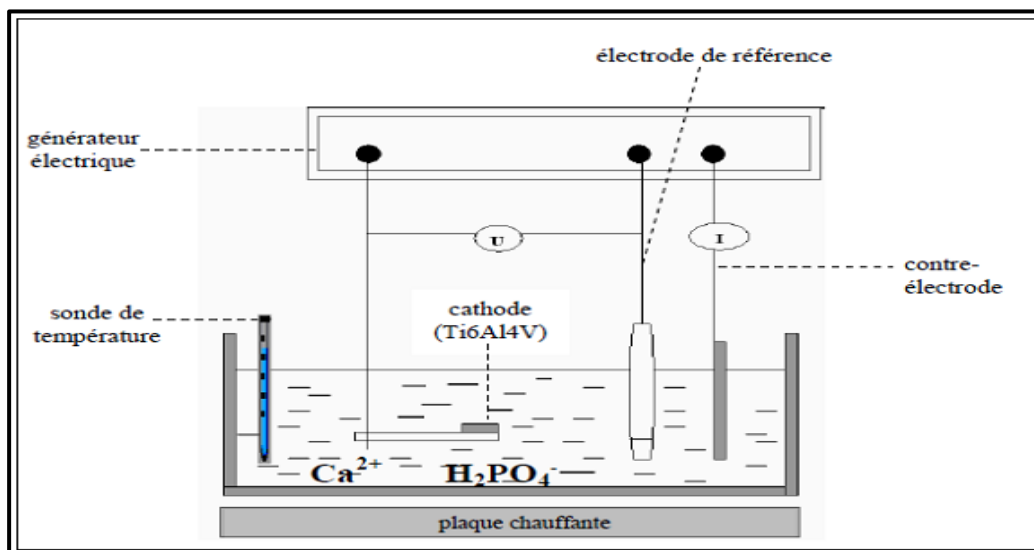 électrode de référence
générateur
électrique
U
I
contre-
électrode
cathode
(Ti6Al4V)
sonde de
température
Ca²⁺
H₂PO₄⁻
plaque chauffante